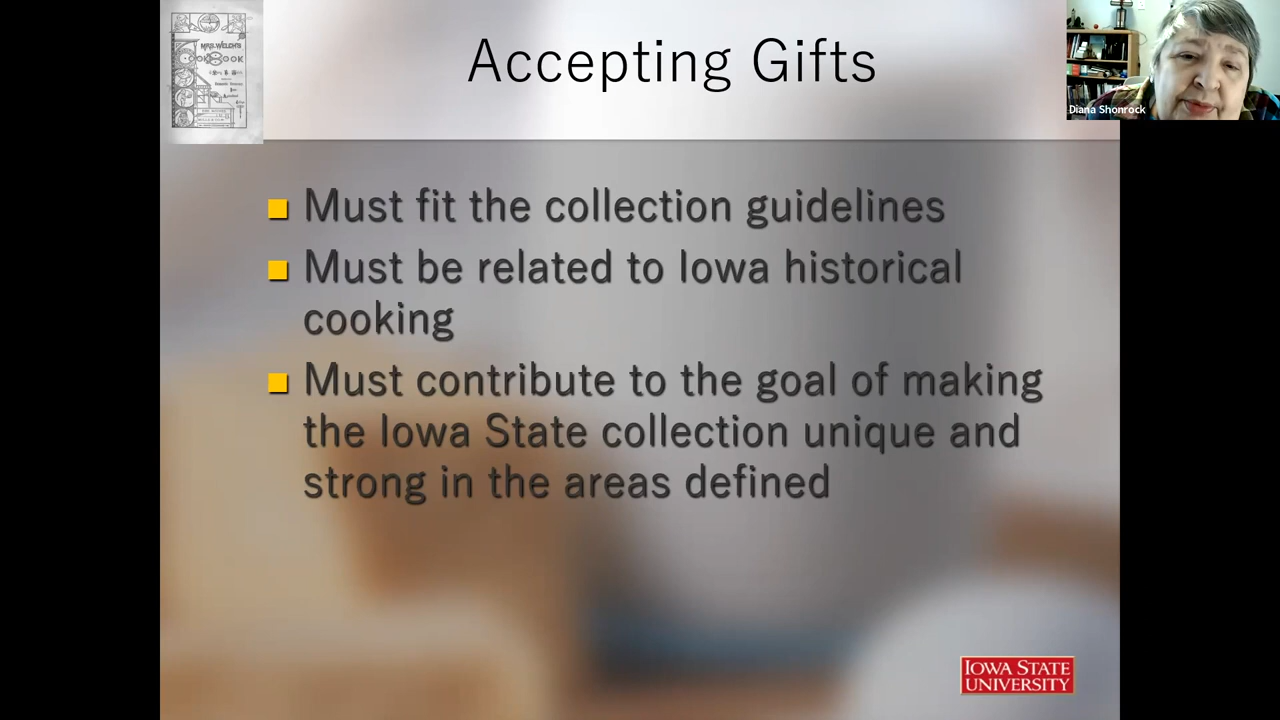 Accepting Gifts
MRS. WELCH'S
COOK BOOK
Diana Shonrock
Must fit the collection guidelines
Must be related to Iowa historical
cooking
Must contribute to the goal of making
the Iowa State collection unique and
strong in the areas defined
IOWA STATE
UNIVERSITY